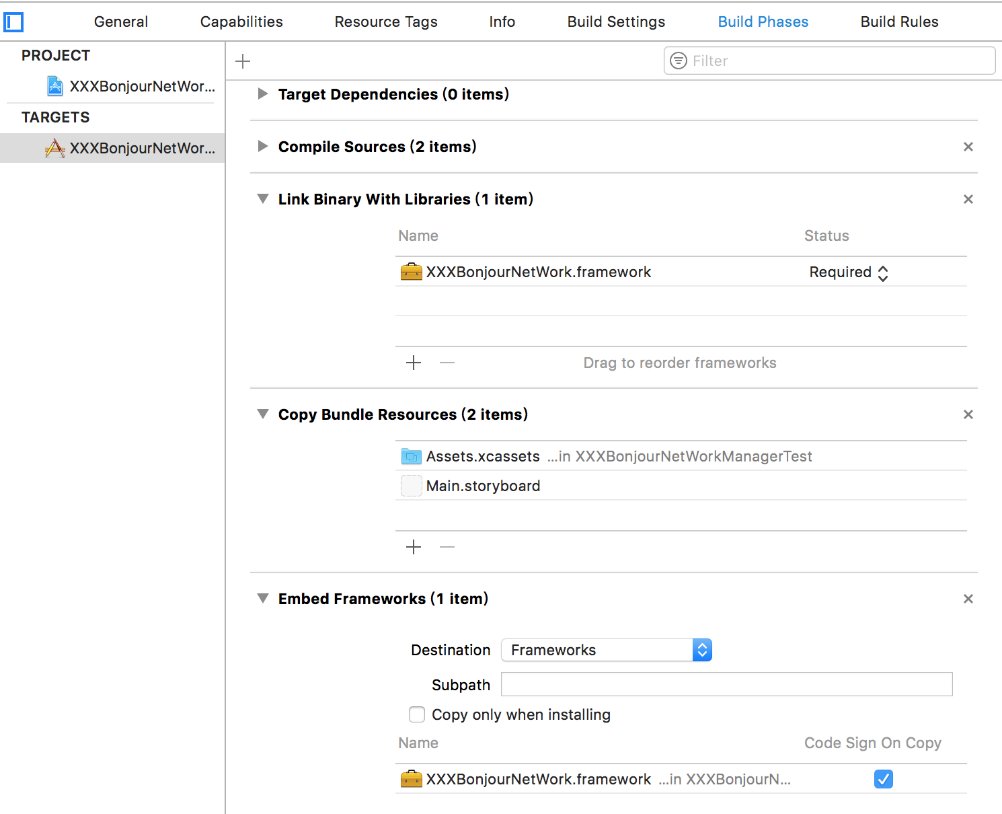 General Capabilities Resource Tags Info Build Settings Build Phases Build Rules
PROJECT
XXXBonjourNetWor...
TARGETS
XXXBonjourNetWor...
Filter
Target Dependencies (0 items)
Compile Sources (2 items)
Link Binary With Libraries (1 item)
Name Status
XXXBonjourNetWork.framework Required
Drag to reorder frameworks
Copy Bundle Resources (2 items)
Assets.xcassets ...in XXXBonjourNetWorkManagerTest
Main.storyboard
Embed Frameworks (1 item)
Destination Frameworks
Subpath
Copy only when installing
Name Code Sign On Copy
XXXBonjourNetWork.framework ...in XXXBonjourN...